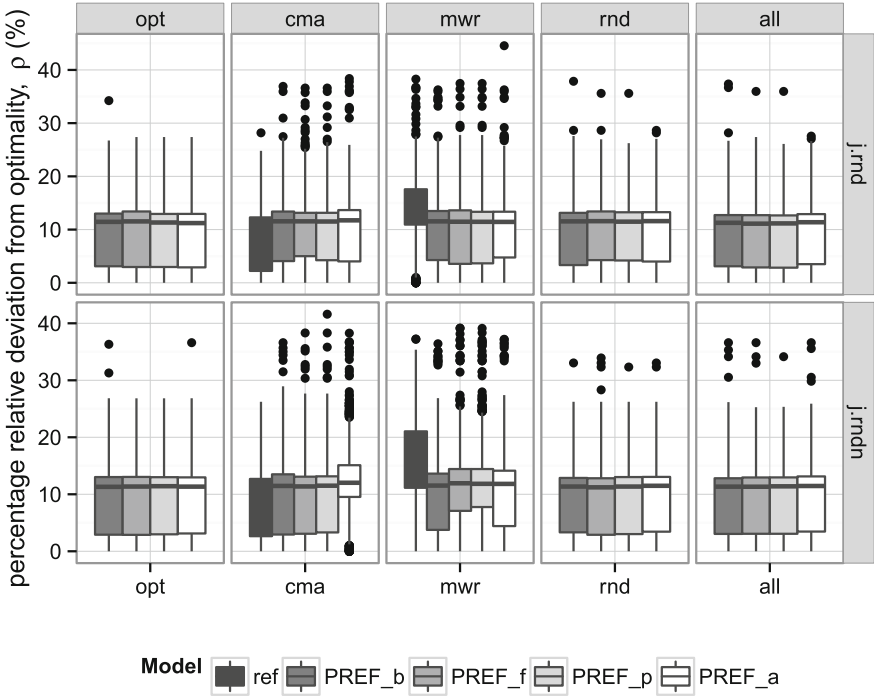 opt cma mwr rnd all
percentage relative deviation from optimality, ρ (%)
40
30
20
10
0
j.rnd
40
30
20
10
0
j.rndn
opt cma mwr rnd all
Model ref PREF_b PREF_f PREF_p PREF_a